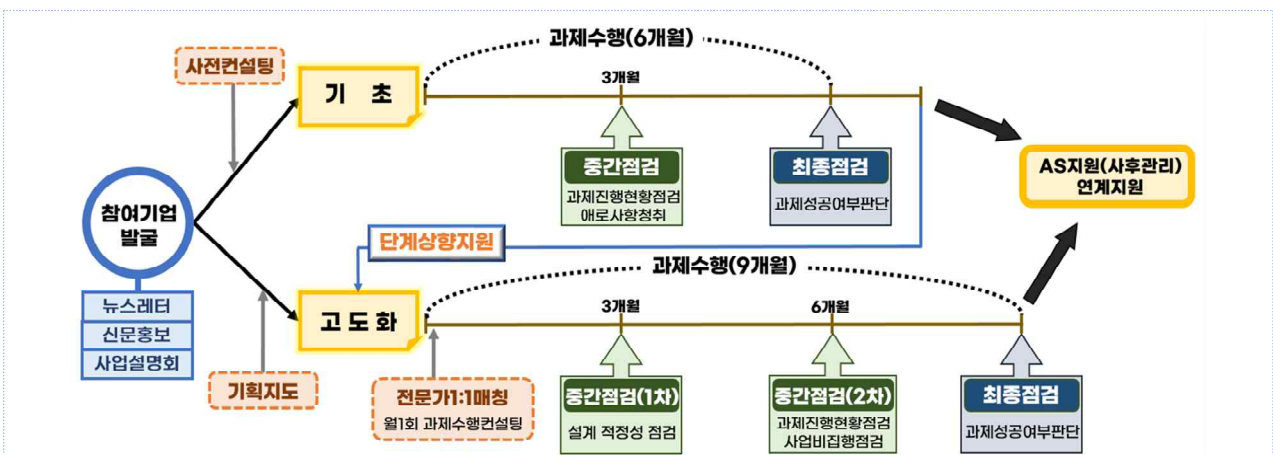 과제수행(6개월)
사전컨설팅
기 초
3개월
중간점검
과제진행현황점검
애로사항청취
최종점검
과제성공여부판단
AS지원(사후관리)
연계지원
참여기업
발굴
뉴스레터
신문홍보
사업설명회
단계상향지원
과제수행(9개월)
고 도 화
3개월
6개월
기획지도
전문가1:1매칭
월1회 과제수행컨설팅
중간점검(1차)
설계 적정성 점검
중간점검(2차)
과제진행현황점검
사업비집행점검
최종점검
과제성공여부판단